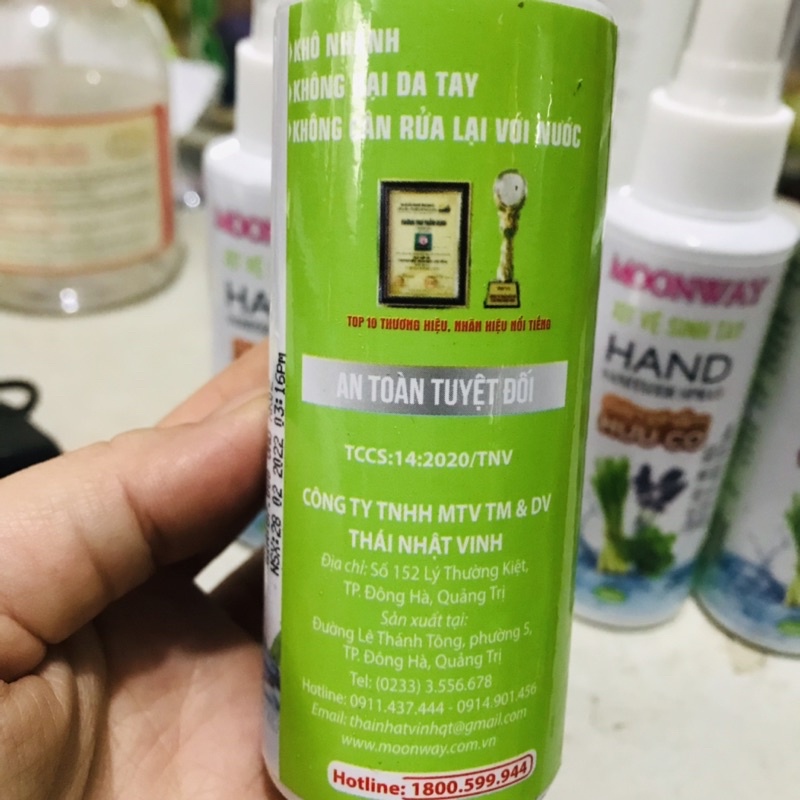 KHÔ NHANH
KHÔNG HẠI DA TAY
KHÔNG CẦN RỬA LẠI VỚI NƯỚC
TOP 10 THƯƠNG HIỆU, NHÃN HIỆU NỔI TIẾNG
AN TOÀN TUYỆT ĐỐI
TCCS:14:2020/TNV
CÔNG TY TNHH MTV TM & DV
THÁI NHẬT VINH
Địa chỉ: Số 152 Lý Thường Kiệt,
TP. Đông Hà, Quảng Trị
Sản xuất tại:
Đường Lê Thánh Tông, phường 5,
TP. Đông Hà, Quảng Trị
Tel: (0233) 3.556.678
Hotline: 0911.437.444 - 0914.901.456
Email: thainhatvinhqt@gmail.com
www.moonway.com.vn
Hotline: 1800.599.944
NSX:28 02 2022 03:16PM
MOONWAY
XỊT VỆ SINH TAY
HAND
HỮU CƠ